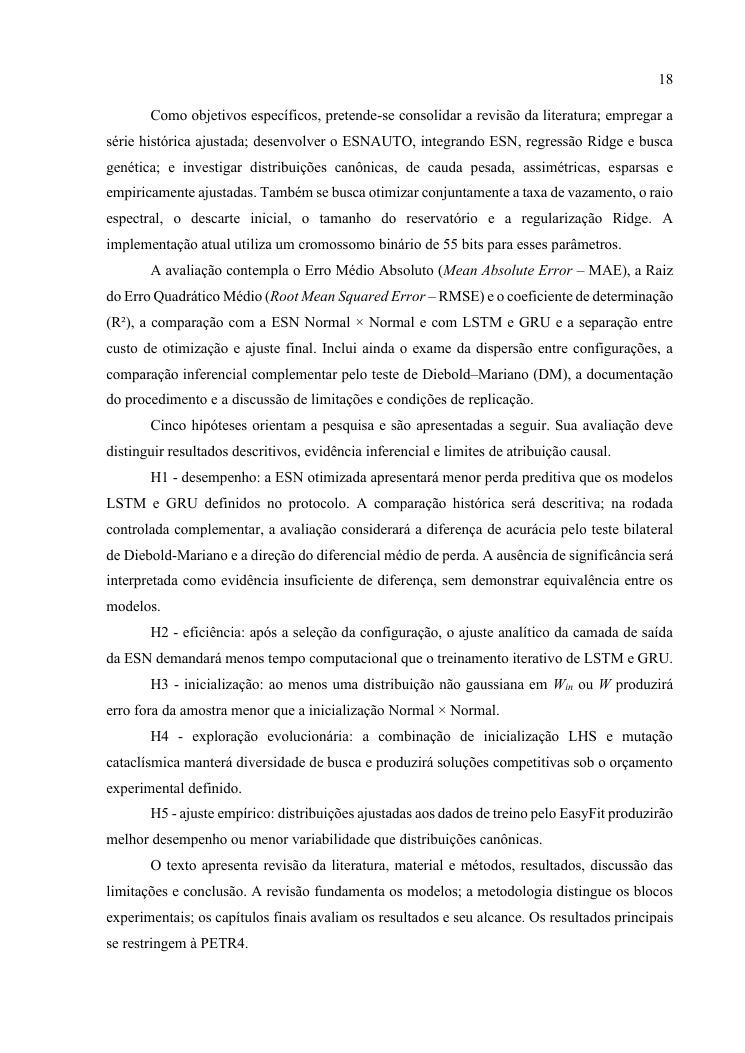 18
Como objetivos específicos, pretende-se consolidar a revisão da literatura; empregar a
série histórica ajustada; desenvolver o ESNAUTO, integrando ESN, regressão Ridge e busca
genética; e investigar distribuições canônicas, de cauda pesada, assimétricas, esparsas e
empiricamente ajustadas. Também se busca otimizar conjuntamente a taxa de vazamento, o raio
espectral, o descarte inicial, o tamanho do reservatório e a regularização Ridge. A
implementação atual utiliza um cromossomo binário de 55 bits para esses parâmetros.
A avaliação contempla o Erro Médio Absoluto (Mean Absolute Error – MAE), a Raiz
do Erro Quadrático Médio (Root Mean Squared Error – RMSE) e o coeficiente de determinação
(R²), a comparação com a ESN Normal × Normal e com LSTM e GRU e a separação entre
custo de otimização e ajuste final. Inclui ainda o exame da dispersão entre configurações, a
comparação inferencial complementar pelo teste de Diebold–Mariano (DM), a documentação
do procedimento e a discussão de limitações e condições de replicação.
Cinco hipóteses orientam a pesquisa e são apresentadas a seguir. Sua avaliação deve
distinguir resultados descritivos, evidência inferencial e limites de atribuição causal.
H1 - desempenho: a ESN otimizada apresentará menor perda preditiva que os modelos
LSTM e GRU definidos no protocolo. A comparação histórica será descritiva; na rodada
controlada complementar, a avaliação considerará a diferença de acurácia pelo teste bilateral
de Diebold-Mariano e a direção do diferencial médio de perda. A ausência de significância será
interpretada como evidência insuficiente de diferença, sem demonstrar equivalência entre os
modelos.
H2 - eficiência: após a seleção da configuração, o ajuste analítico da camada de saída
da ESN demandará menos tempo computacional que o treinamento iterativo de LSTM e GRU.
H3 - inicialização: ao menos uma distribuição não gaussiana em Win ou W produzirá
erro fora da amostra menor que a inicialização Normal × Normal.
H4 - exploração evolucionária: a combinação de inicialização LHS e mutação
cataclísmica manterá diversidade de busca e produzirá soluções competitivas sob o orçamento
experimental definido.
H5 - ajuste empírico: distribuições ajustadas aos dados de treino pelo EasyFit produzirão
melhor desempenho ou menor variabilidade que distribuições canônicas.
O texto apresenta revisão da literatura, material e métodos, resultados, discussão das
limitações e conclusão. A revisão fundamenta os modelos; a metodologia distingue os blocos
experimentais; os capítulos finais avaliam os resultados e seu alcance. Os resultados principais
se restringem à PETR4.